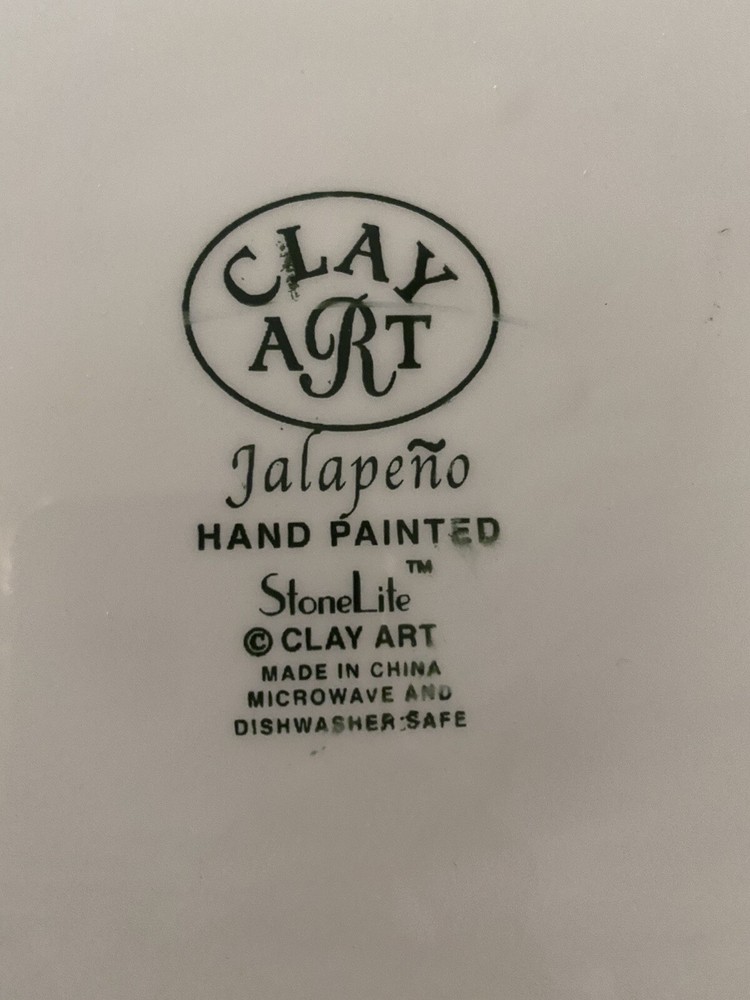 CLAY
ART
Jalapeño
HAND PAINTED
StoneLite™
© CLAY ART
MADE IN CHINA
MICROWAVE AND
DISHWASHER SAFE